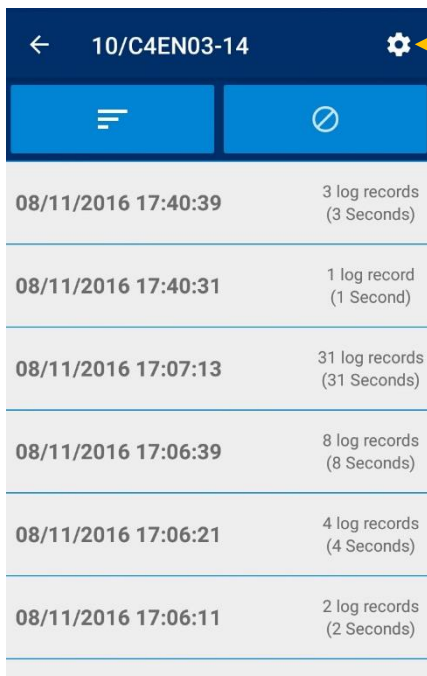 10/C4EN03-14
08/11/2016 17:40:39
3 log records
(3 Seconds)
08/11/2016 17:40:31
1 log record
(1 Second)
08/11/2016 17:07:13
31 log records
(31 Seconds)
08/11/2016 17:06:39
8 log records
(8 Seconds)
08/11/2016 17:06:21
4 log records
(4 Seconds)
08/11/2016 17:06:11
2 log records
(2 Seconds)